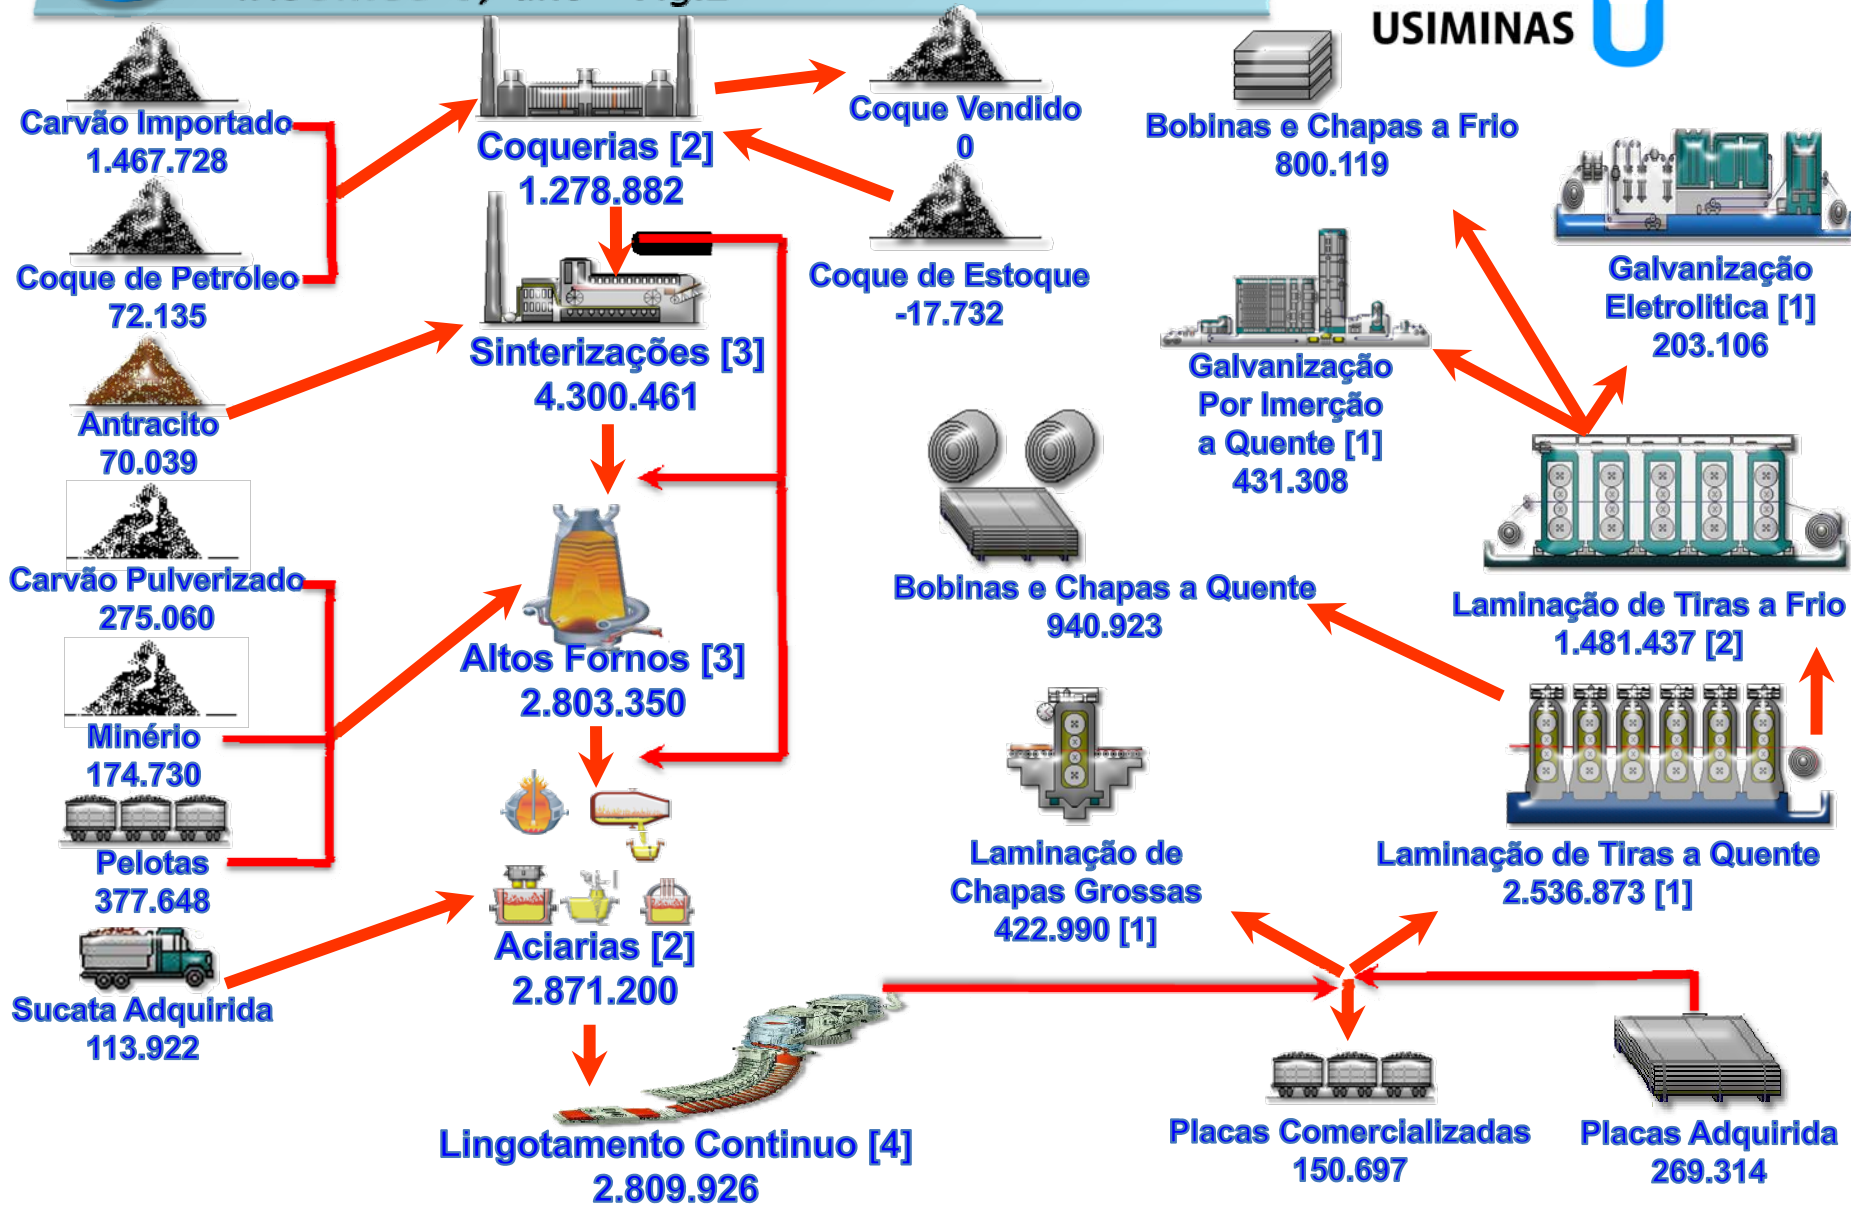 USIMINAS
Carvão Importado
1.467.728
Coque de Petróleo
72.135
Antracito
70.039
Carvão Pulverizado
275.060
Minério
174.730
Pelotas
377.648
Sucata Adquirida
113.922
Coquerias [2]
1.278.882
Sinterizações [3]
4.300.461
Altos Fornos [3]
2.803.350
Aciarias [2]
2.871.200
Lingotamento Continuo [4]
2.809.926
Coque Vendido
0
Coque de Estoque
-17.732
Bobinas e Chapas a Frio
800.119
Galvanização
Eletrolitica [1]
203.106
Galvanização
Por Imerção
a Quente [1]
431.308
Bobinas e Chapas a Quente
940.923
Laminação de Tiras a Frio
1.481.437 [2]
Laminação de
Chapas Grossas
422.990 [1]
Laminação de Tiras a Quente
2.536.873 [1]
Placas Comercializadas
150.697
Placas Adquirida
269.314